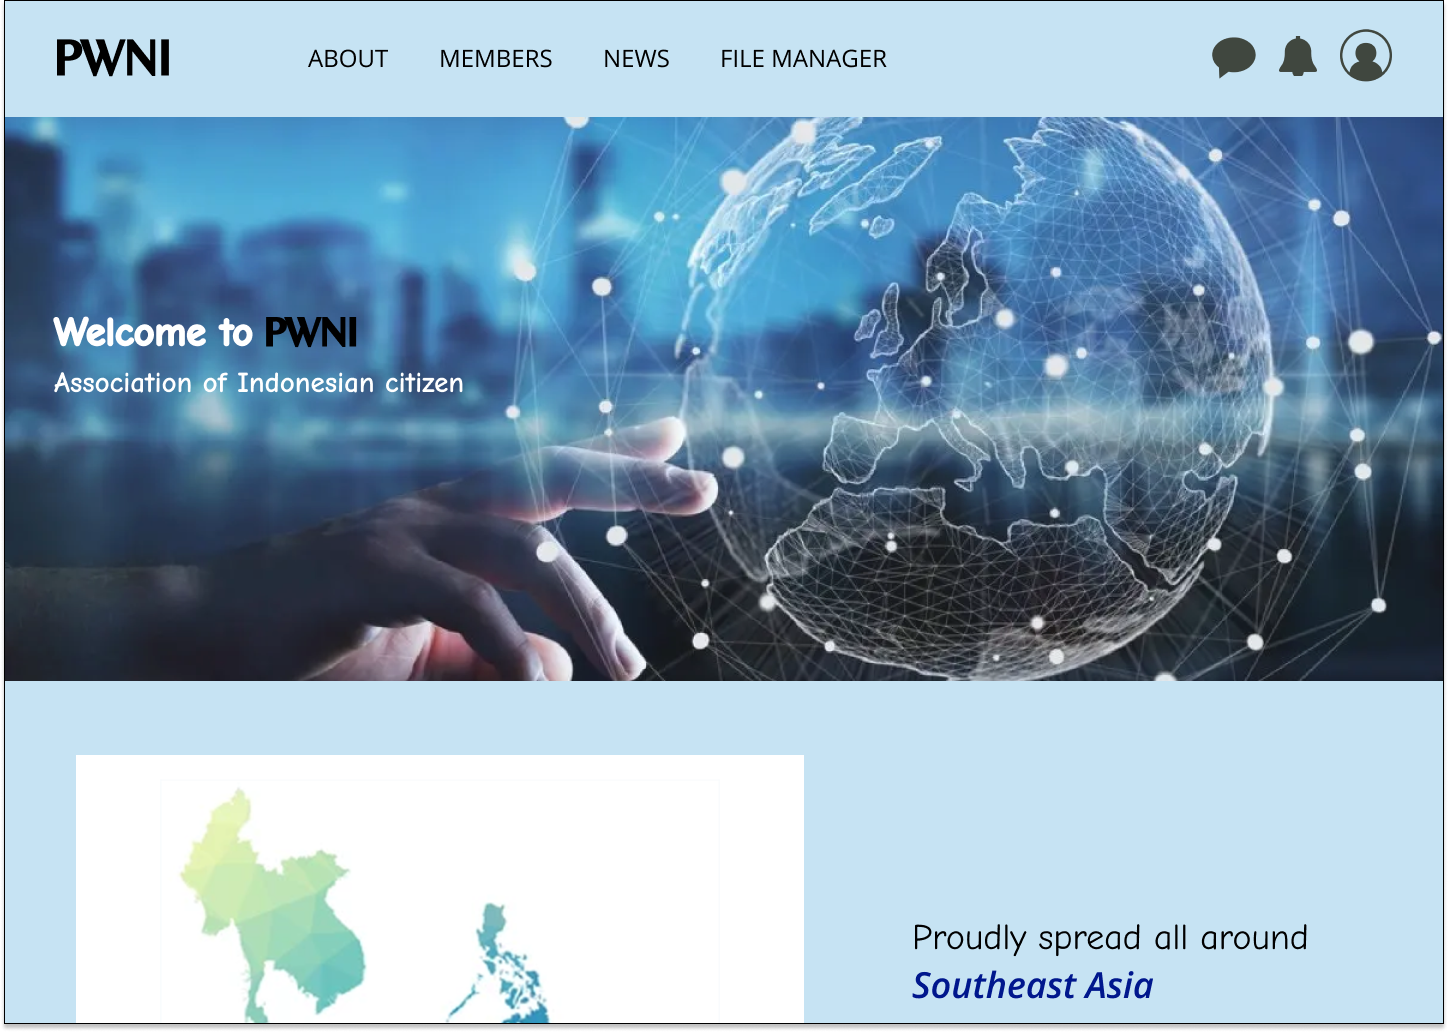 PWNI
ABOUT MEMBERS NEWS FILE MANAGER
Welcome to PWNI
Association of Indonesian citizen
Proudly spread all around
Southeast Asia